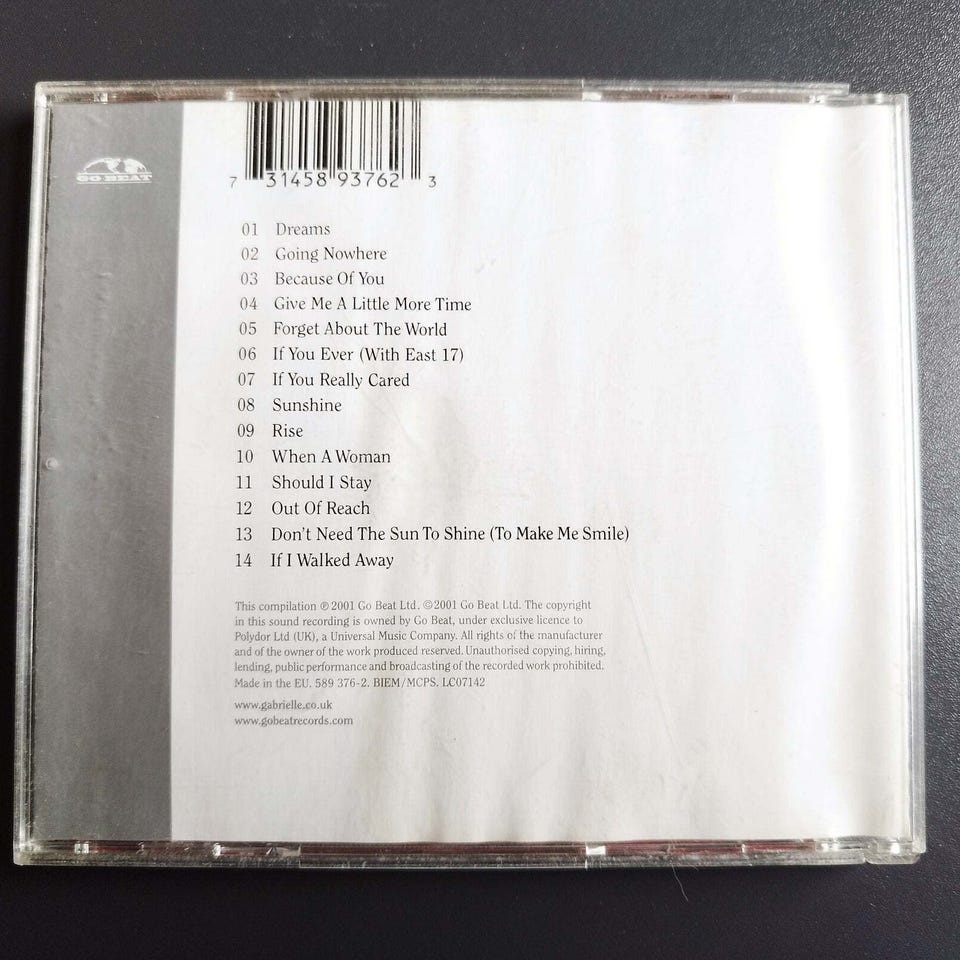 GO BEAT
7 31458 93762 3
01 Dreams
02 Going Nowhere
03 Because Of You
04 Give Me A Little More Time
05 Forget About The World
06 If You Ever (With East 17)
07 If You Really Cared
08 Sunshine
09 Rise
10 When A Woman
11 Should I Stay
12 Out Of Reach
13 Don't Need The Sun To Shine (To Make Me Smile)
14 If I Walked Away
This compilation ℗ 2001 Go Beat Ltd. © 2001 Go Beat Ltd. The copyright
in this sound recording is owned by Go Beat, under exclusive licence to
Polydor Ltd (UK), a Universal Music Company. All rights of the manufacturer
and of the owner of the work produced reserved. Unauthorised copying, hiring,
lending, public performance and broadcasting of the recorded work prohibited.
Made in the EU. 589 376-2. BIEM/MCPS. LC07142
www.gabrielle.co.uk
www.gobeatrecords.com